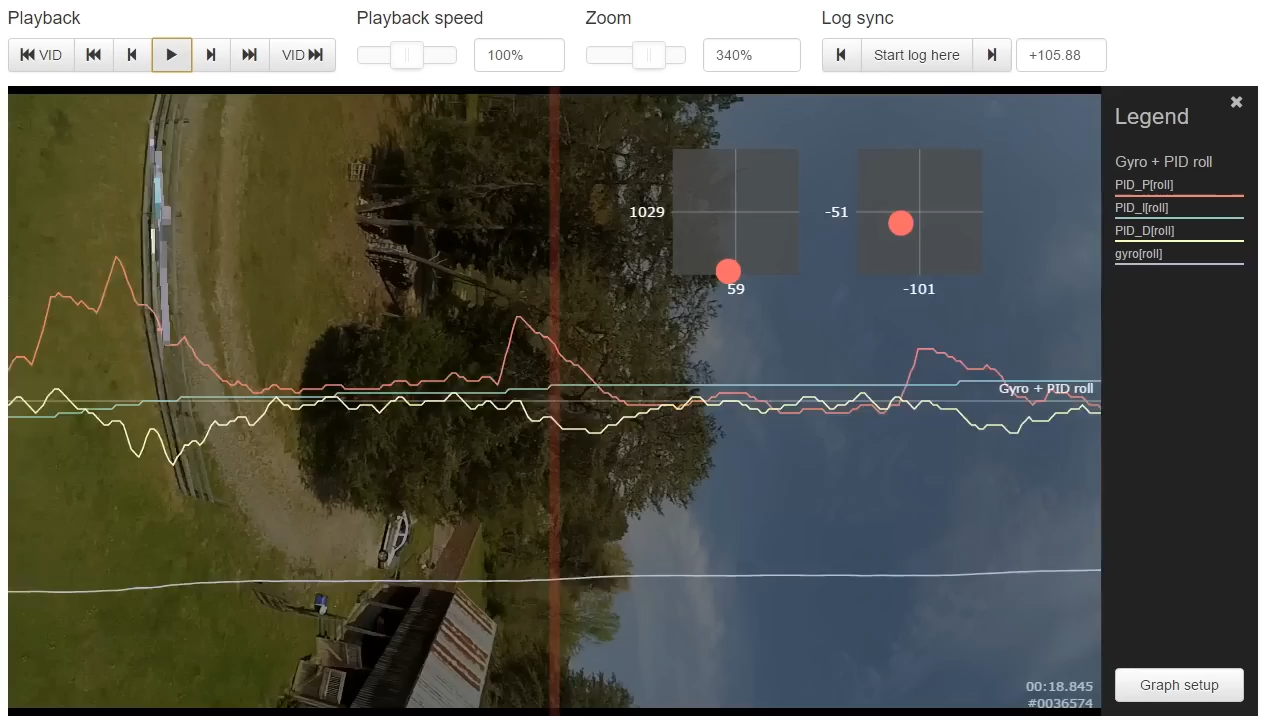 Playback
Playback speed
Zoom
Log sync
VID
VID
100%
340%
Start log here
+105.88
Legend
Gyro + PID roll
PID_P[roll]
PID_I[roll]
PID_D[roll]
gyro[roll]
1029
59
-51
-101
Gyro + PID roll
00:18.845
#0036574
Graph setup